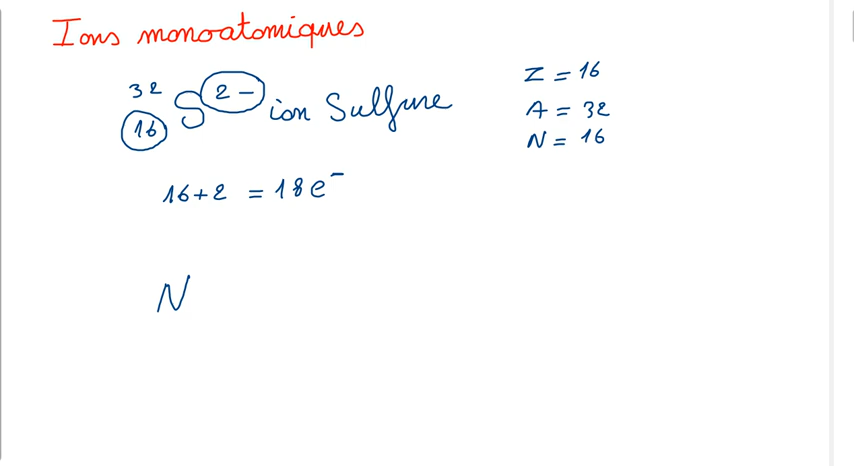 Ions monoatomiques
32
16 S 2- ion Sulfure
Z = 16
A = 32
N = 16
16+2 = 18e-
N